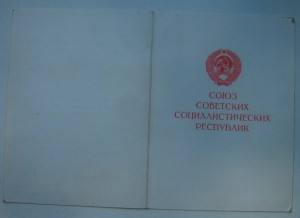 СОЮЗ
СОВЕТСКИХ
СОЦИАЛИСТИЧЕСКИХ
РЕСПУБЛИК